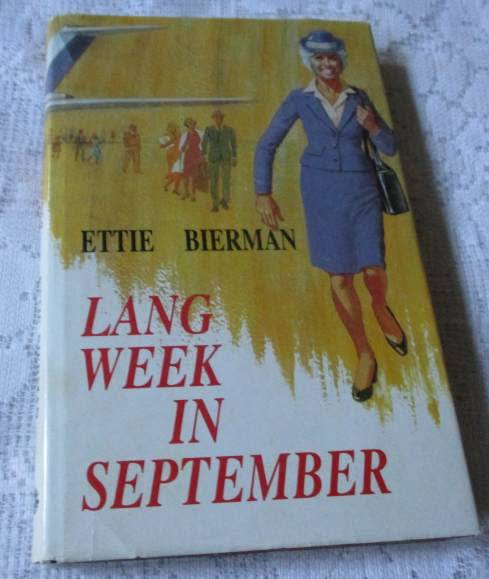 ETTIE BIERMAN
LANG
WEEK
IN
SEPTEMBER